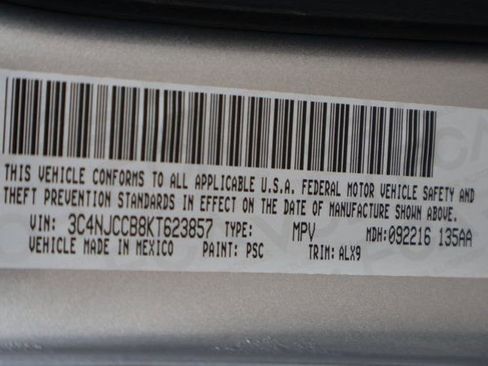 THIS VEHICLE CONFORMS TO ALL APPLICABLE U.S.A. FEDERAL MOTOR VEHICLE SAFETY AND
THEFT PREVENTION STANDARDS IN EFFECT ON THE DATE OF MANUFACTURE SHOWN ABOVE.
VIN: 3C4NJCCB8KT623857 TYPE: MPV MDH:092216 135AA
VEHICLE MADE IN MEXICO PAINT: PSC TRIM: ALX9